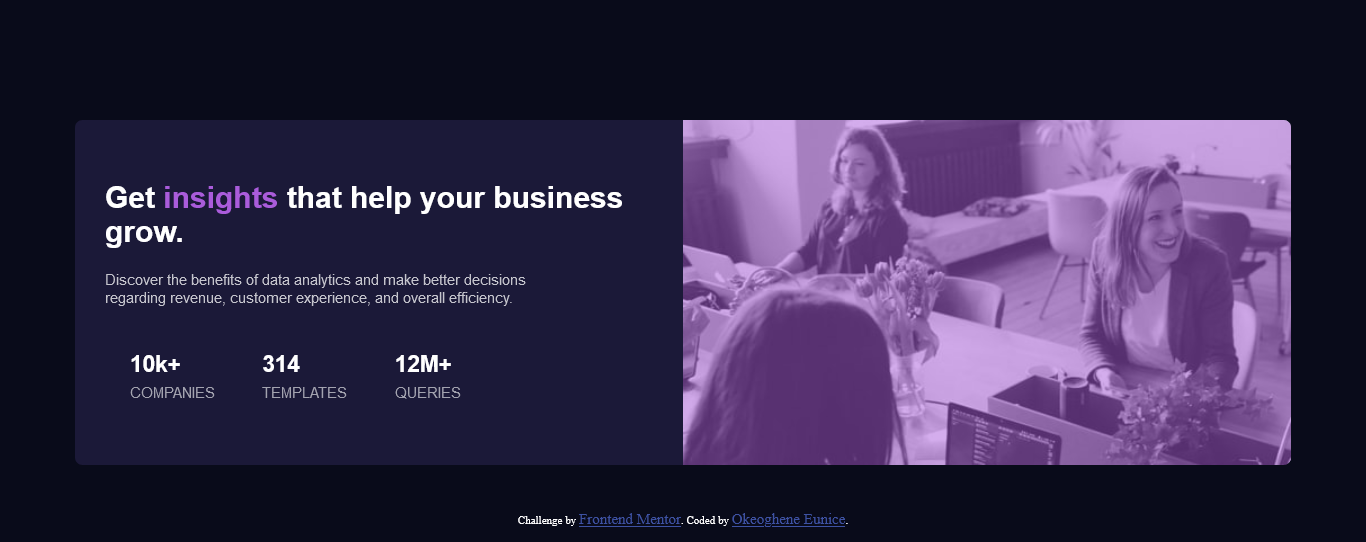 Get insights that help your business
grow.
Discover the benefits of data analytics and make better decisions
regarding revenue, customer experience, and overall efficiency.
10k+ 314 12M+
COMPANIES TEMPLATES QUERIES
Challenge by Frontend Mentor. Coded by Okeoghene Eunice.